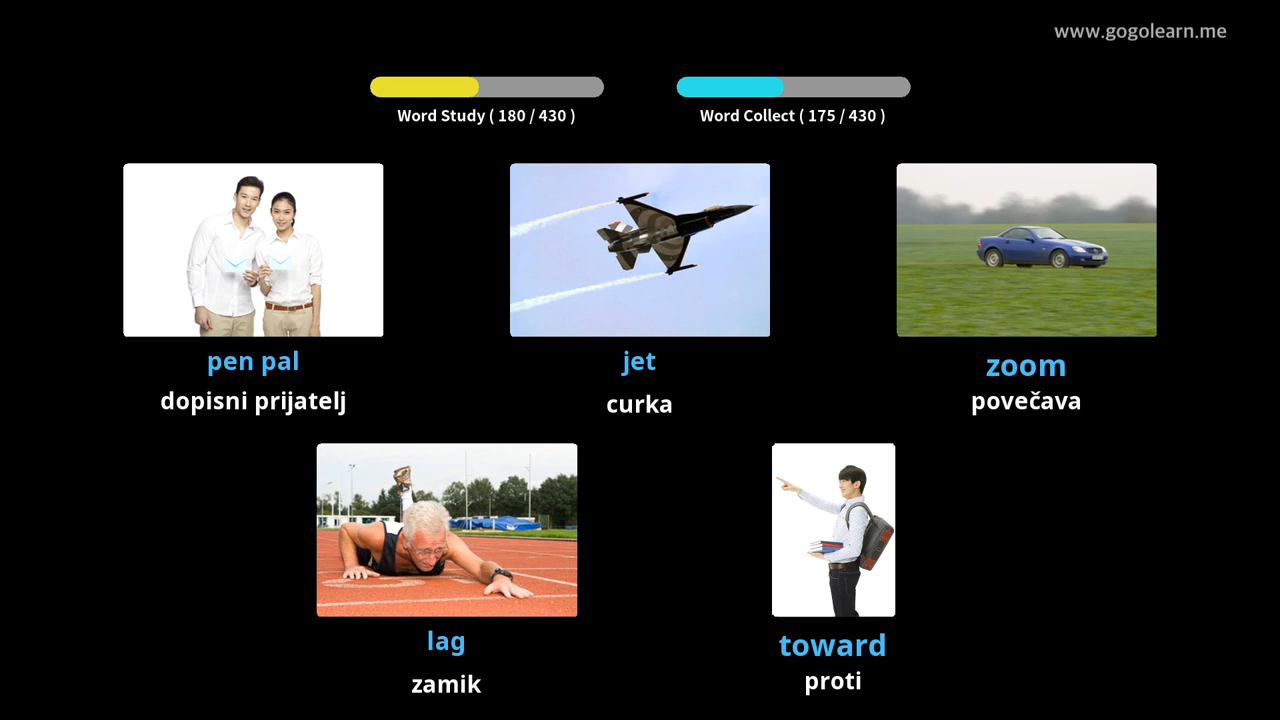 www.gogolearn.me
Word Study ( 180 / 430 )
Word Collect ( 175 / 430 )
pen pal
dopisni prijatelj
jet
curka
zoom
povečava
lag
zamik
toward
proti